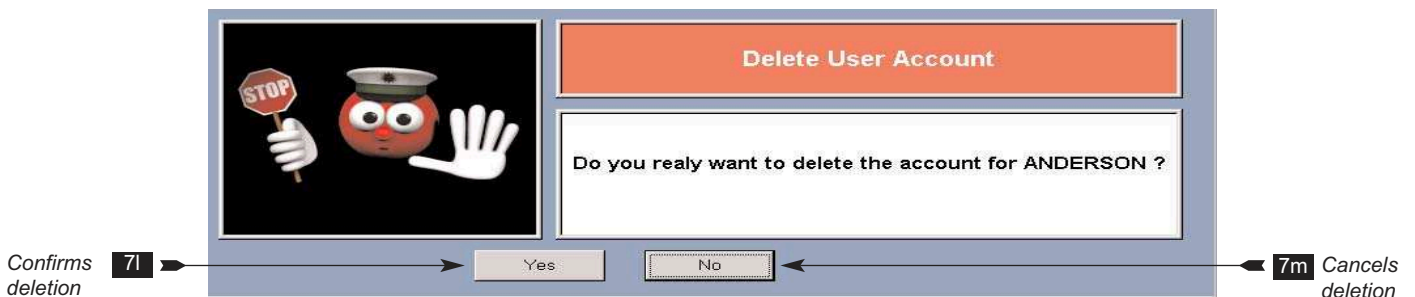 STOP
Delete User Account
Do you realy want to delete the account for ANDERSON ?
Confirms
deletion
7l
Yes
No
7m
Cancels
deletion